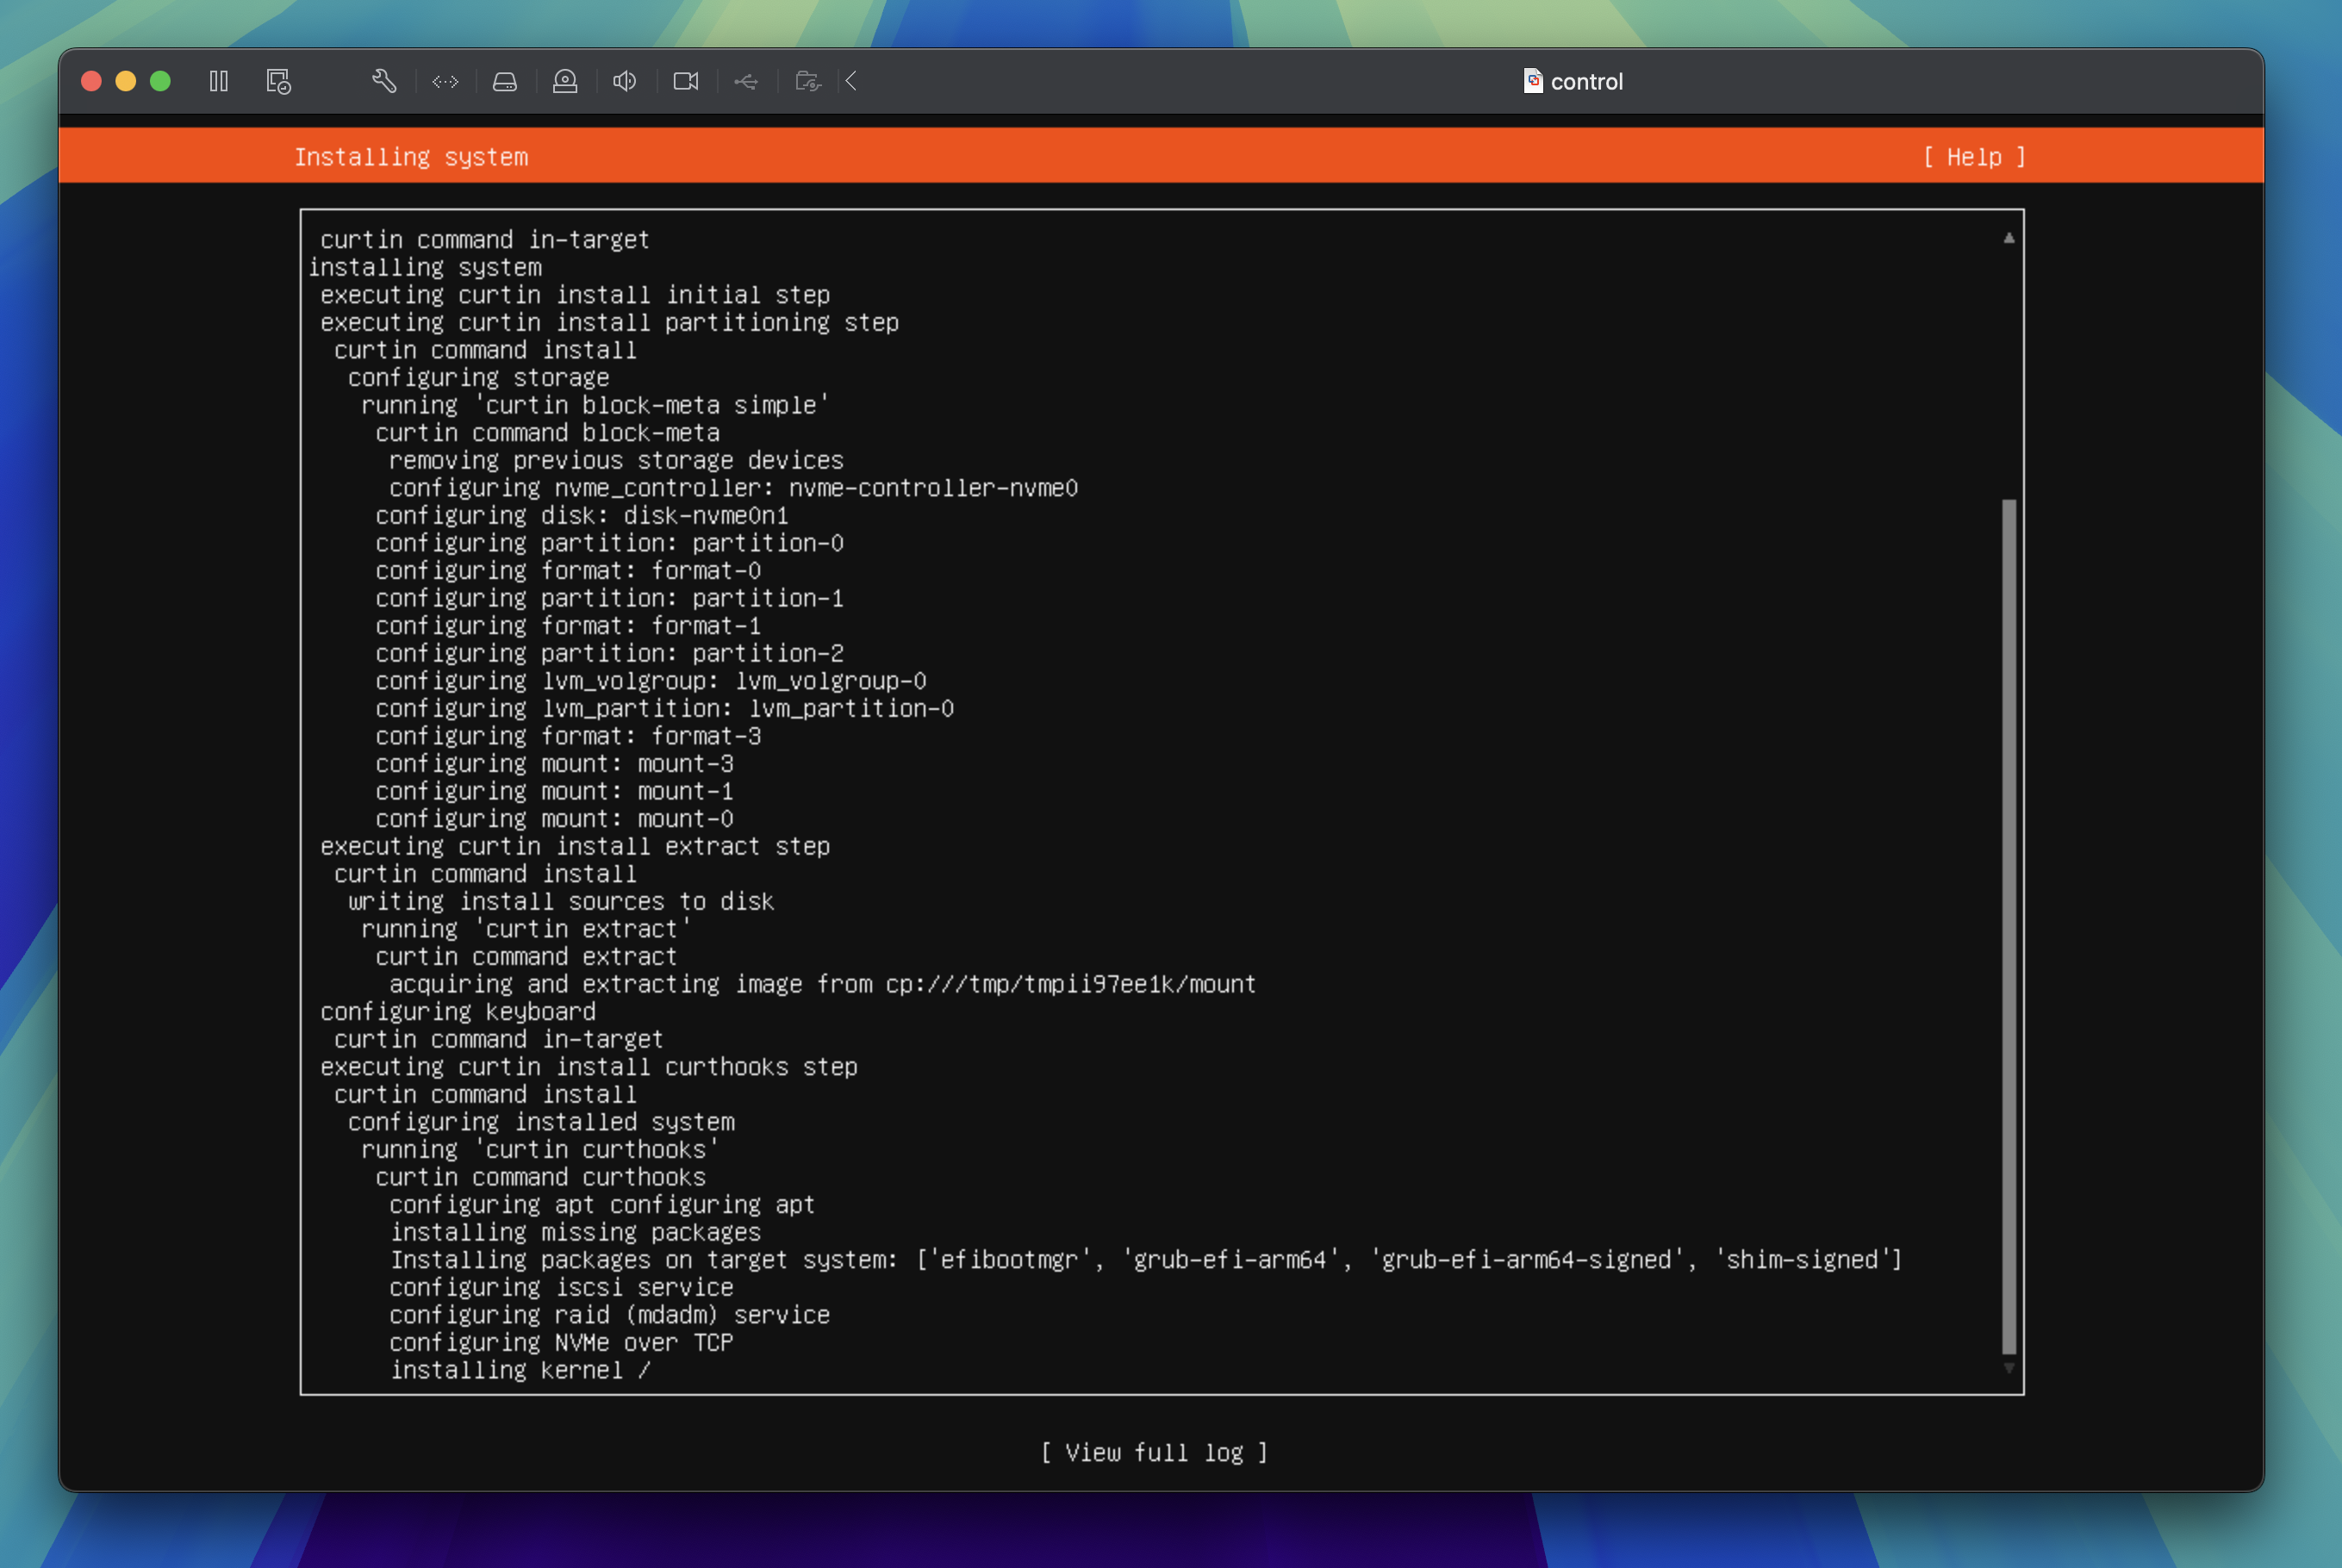 control
Installing system [ Help ]
curtin command in-target
installing system
executing curtin install initial step
executing curtin install partitioning step
curtin command install
configuring storage
running 'curtin block-meta simple'
curtin command block-meta
removing previous storage devices
configuring nvme_controller: nvme-controller-nvme0
configuring disk: disk-nvme0n1
configuring partition: partition-0
configuring format: format-0
configuring partition: partition-1
configuring format: format-1
configuring partition: partition-2
configuring lvm_volgroup: lvm_volgroup-0
configuring lvm_partition: lvm_partition-0
configuring format: format-3
configuring mount: mount-3
configuring mount: mount-1
configuring mount: mount-0
executing curtin install extract step
curtin command install
writing install sources to disk
running 'curtin extract'
curtin command extract
acquiring and extracting image from cp:///tmp/tmpii97ee1k/mount
configuring keyboard
curtin command in-target
executing curtin install curthooks step
curtin command install
configuring installed system
running 'curtin curthooks'
curtin command curthooks
configuring apt configuring apt
installing missing packages
Installing packages on target system: ['efibootmgr', 'grub-efi-arm64', 'grub-efi-arm64-signed', 'shim-signed']
configuring iscsi service
configuring raid (mdadm) service
configuring NVMe over TCP
installing kernel /
[ View full log ]